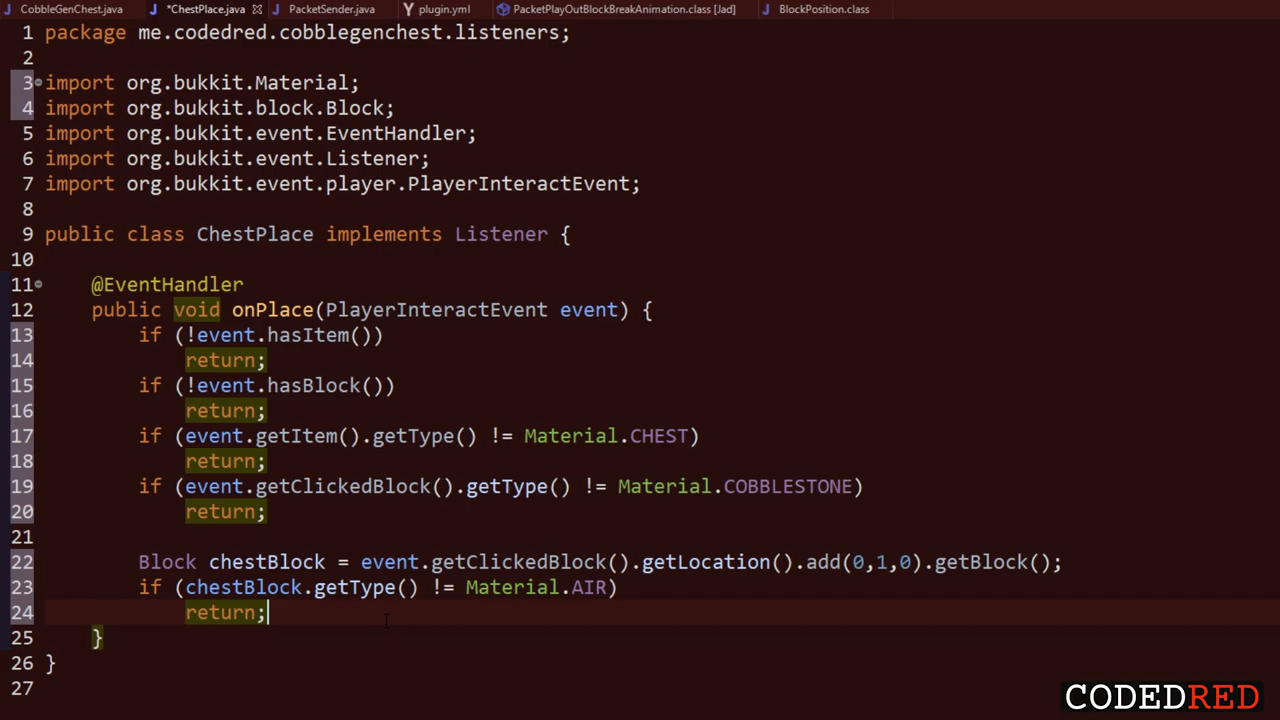 CobbleGenChest.java *ChestPlace.java PacketSender.java plugin.yml PacketPlayOutBlockBreakAnimation.class [Jad] BlockPosition.class
1 package me.codedred.cobblegenchest.listeners;
2
3 import org.bukkit.Material;
4 import org.bukkit.block.Block;
5 import org.bukkit.event.EventHandler;
6 import org.bukkit.event.Listener;
7 import org.bukkit.event.player.PlayerInteractEvent;
8
9 public class ChestPlace implements Listener {
10
11 @EventHandler
12 public void onPlace(PlayerInteractEvent event) {
13 if (!event.hasItem())
14 return;
15 if (!event.hasBlock())
16 return;
17 if (event.getItem().getType() != Material.CHEST)
18 return;
19 if (event.getClickedBlock().getType() != Material.COBBLESTONE)
20 return;
21
22 Block chestBlock = event.getClickedBlock().getLocation().add(0,1,0).getBlock();
23 if (chestBlock.getType() != Material.AIR)
24 return;
25 }
26 }
27
CODEDRED